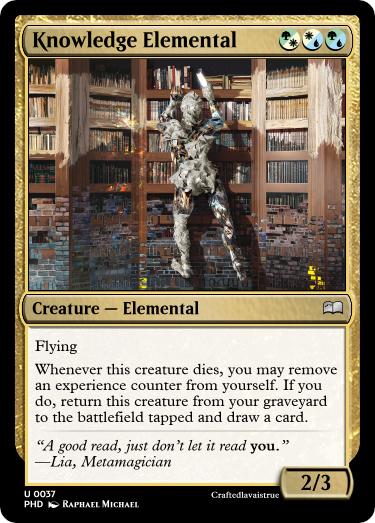 Knowledge Elemental
Creature — Elemental
Flying
Whenever this creature dies, you may remove
an experience counter from yourself. If you
do, return this creature from your graveyard
to the battlefield tapped and draw a card.
“A good read, just don’t let it read you.”
—Lia, Metamagician
2/3
U 0037
PHD Raphael Michael
Craftedlavaistrue